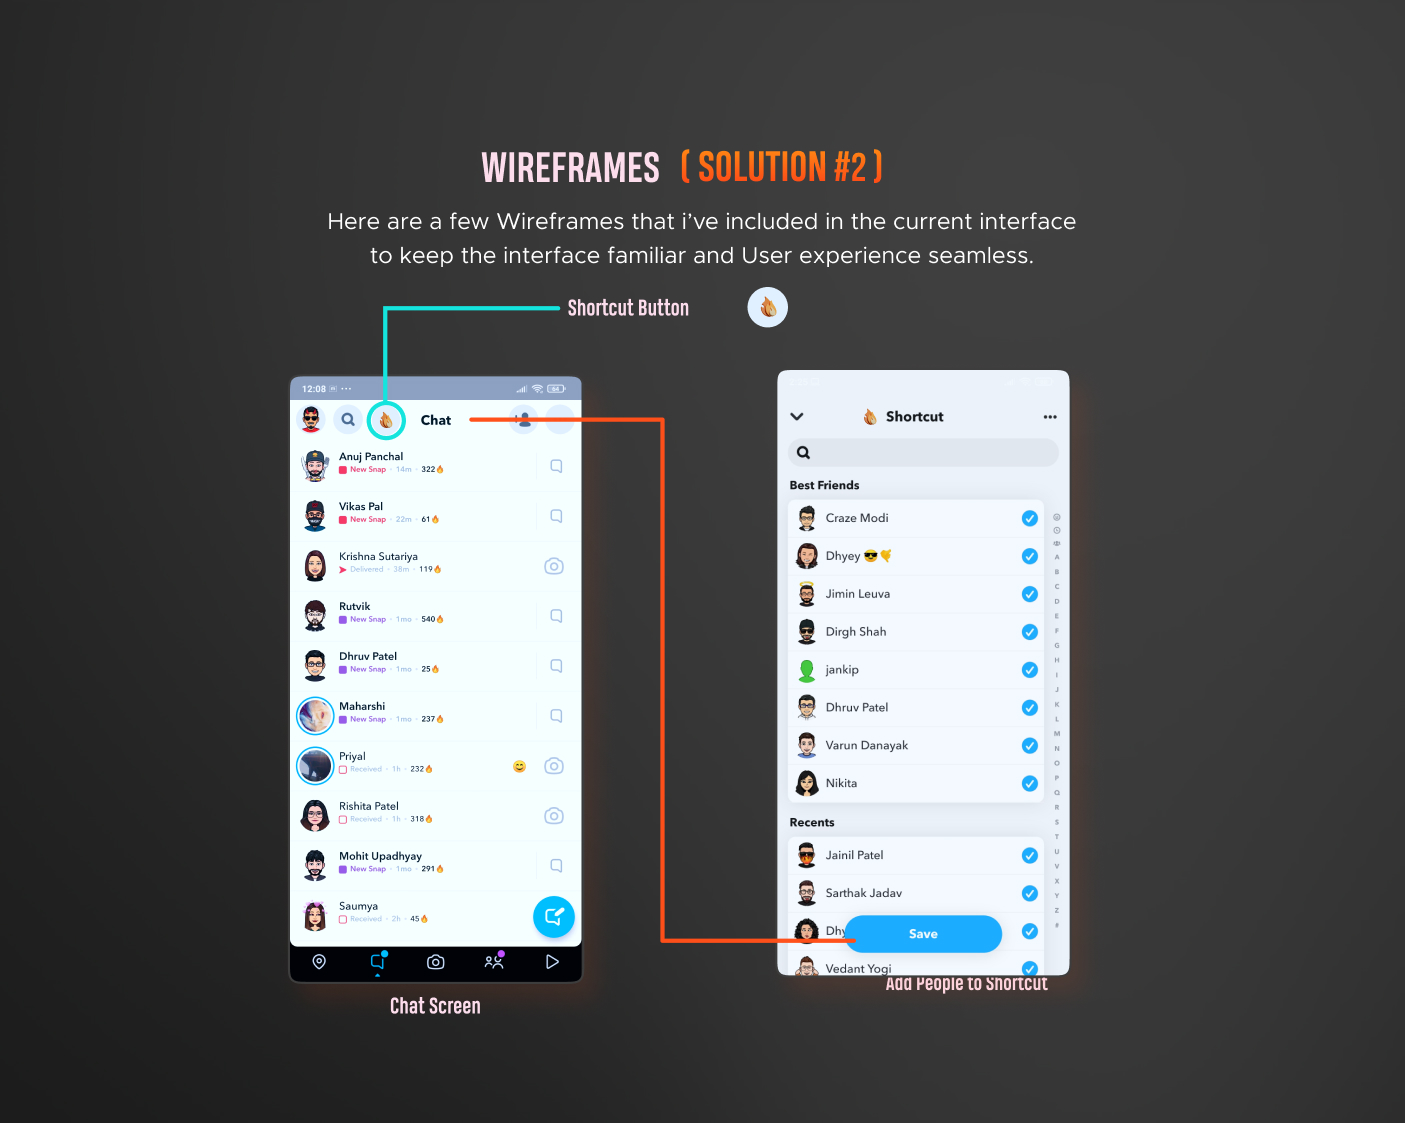 WIREFRAMES ( SOLUTION #2 )
Here are a few Wireframes that i've included in the current interface
to keep the interface familiar and User experience seamless.
Shortcut Button
12:08
64
Chat
Anuj Panchal
New Snap · 14m · 322🔥
Vikas Pal
New Snap · 22m · 61🔥
Krishna Sutariya
Delivered · 38m · 119🔥
Rutvik
New Snap · 1mo · 540🔥
Dhruv Patel
New Snap · 1mo · 25🔥
Maharshi
New Snap · 1mo · 237🔥
Priyal
Received · 1h · 232🔥
😊
Rishita Patel
Received · 1h · 318🔥
Mohit Upadhyay
New Snap · 1mo · 291🔥
Saumya
Received · 2h · 45🔥
Chat Screen
Shortcut
Best Friends
Craze Modi
Dhyey 😎
Jimin Leuva
Dirgh Shah
jankip
Dhruv Patel
Varun Danayak
Nikita
Recents
Jainil Patel
Sarthak Jadav
Dhy
Save
Vedant Yogi
A
B
C
D
E
F
G
H
I
J
K
L
M
N
O
P
Q
R
S
T
U
V
X
Y
Z
#
Add People to Shortcut